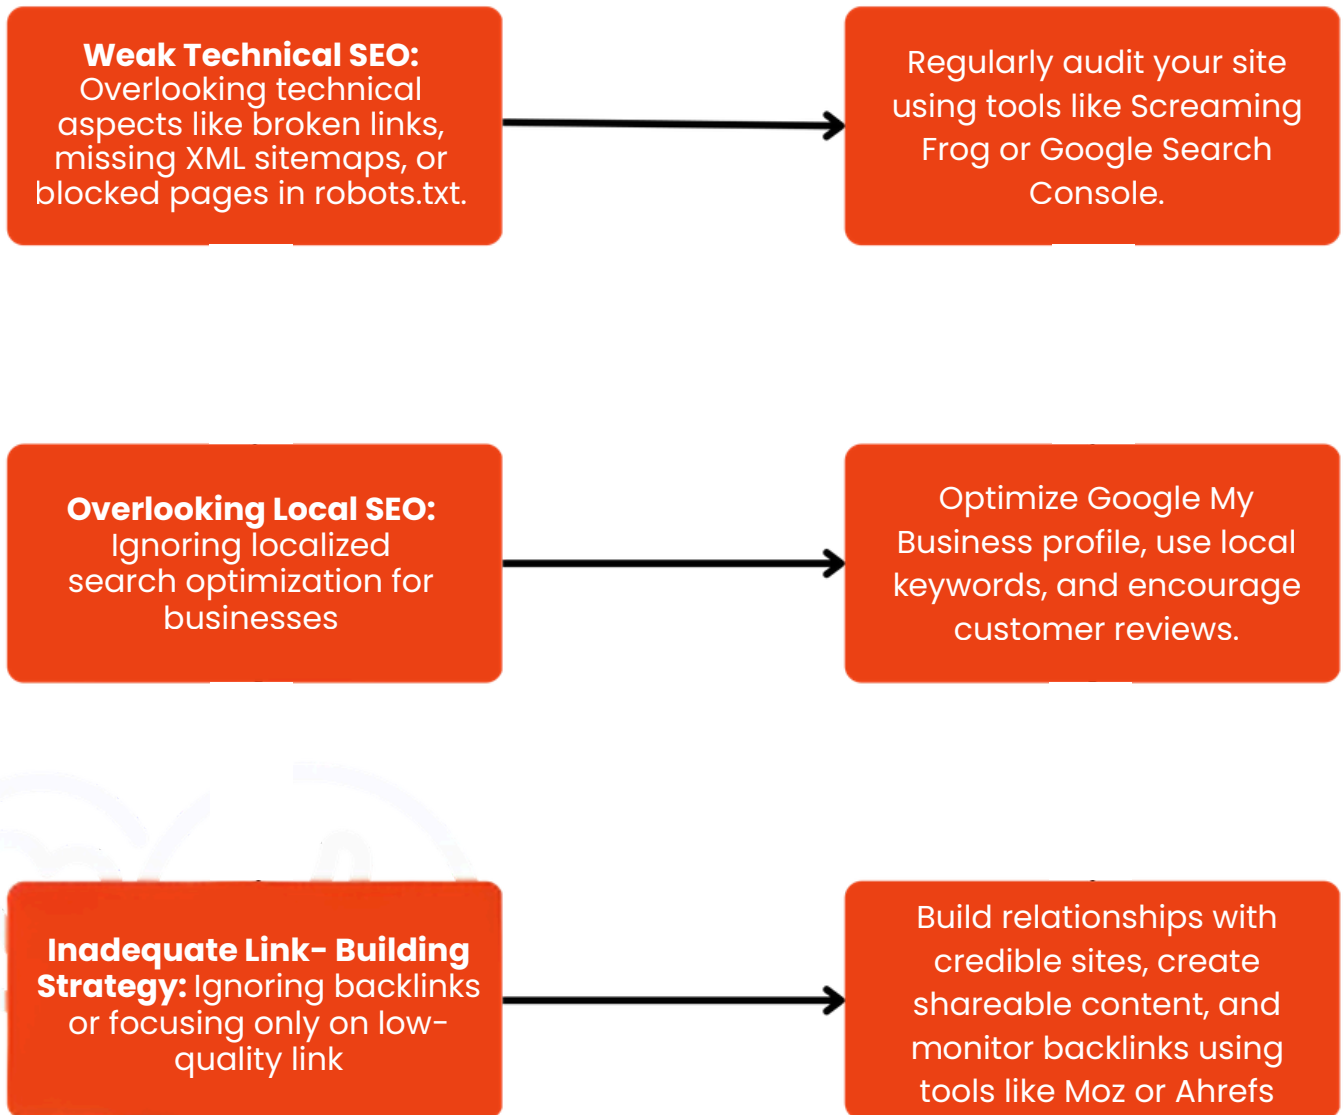 Weak Technical SEO:
Overlooking technical
aspects like broken links,
missing XML sitemaps, or
blocked pages in robots.txt.
Regularly audit your site
using tools like Screaming
Frog or Google Search
Console.
Overlooking Local SEO:
Ignoring localized
search optimization for
businesses
Optimize Google My
Business profile, use local
keywords, and encourage
customer reviews.
Inadequate Link- Building
Strategy: Ignoring backlinks
or focusing only on low-
quality link
Build relationships with
credible sites, create
shareable content, and
monitor backlinks using
tools like Moz or Ahrefs